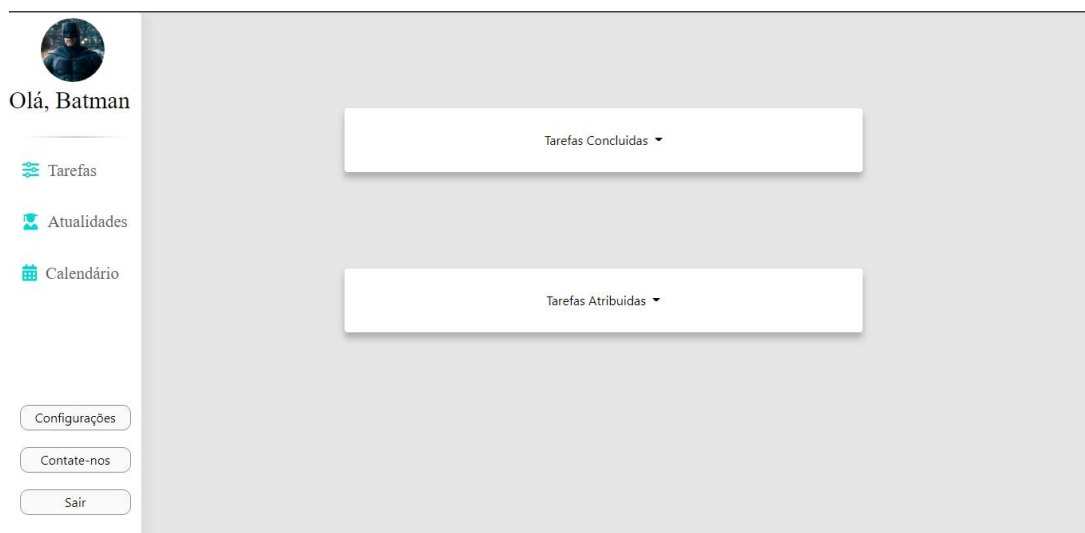 Olá, Batman
Tarefas
Atualidades
Calendário
Configurações
Contate-nos
Sair
Tarefas Concluidas
Tarefas Atribuidas